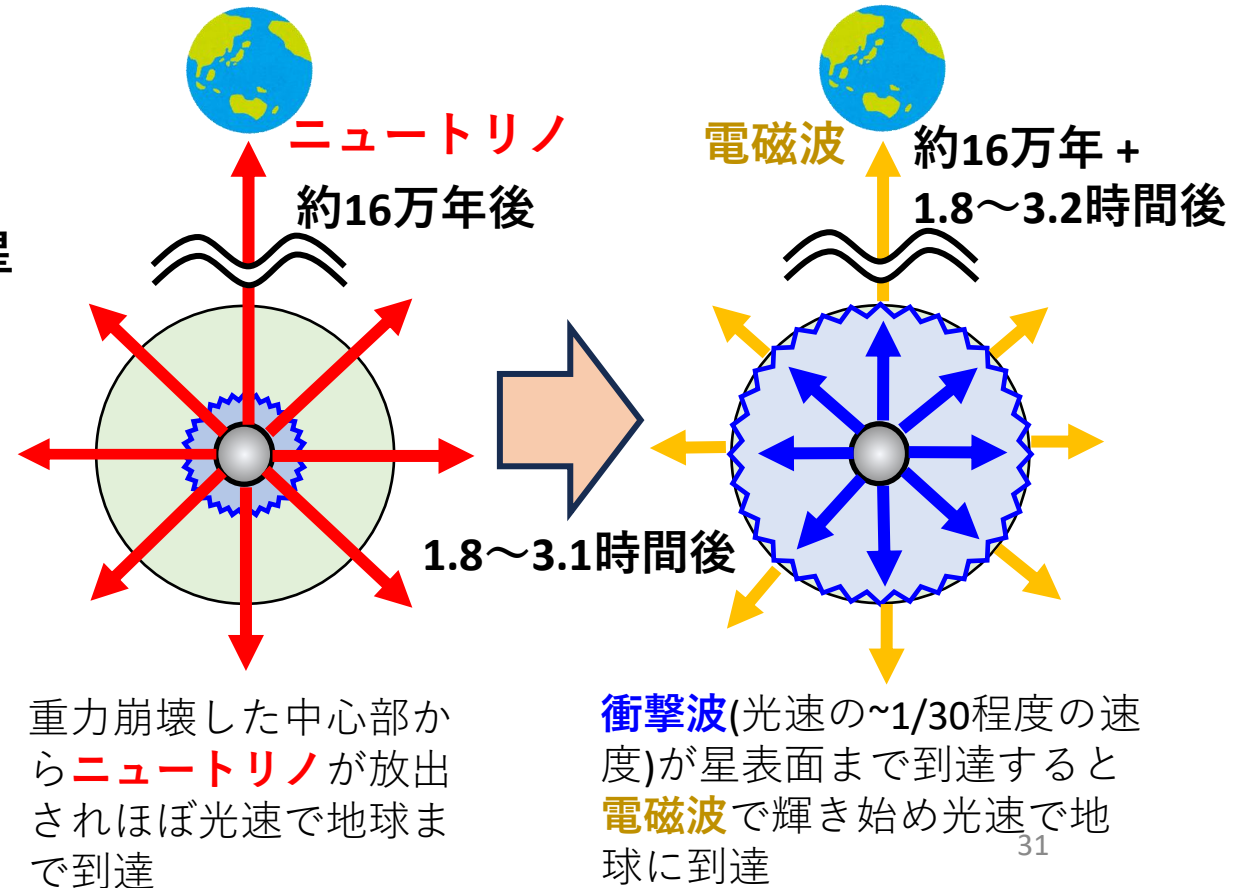 ニュートリノ
約16万年後
星
電磁波
約16万年 +
1.8～3.2時間後
1.8～3.1時間後
重力崩壊した中心部か
らニュートリノが放出
されほぼ光速で地球ま
で到達
衝撃波(光速の~1/30程度の速
度)が星表面まで到達すると
電磁波で輝き始め光速で地
球に到達
31